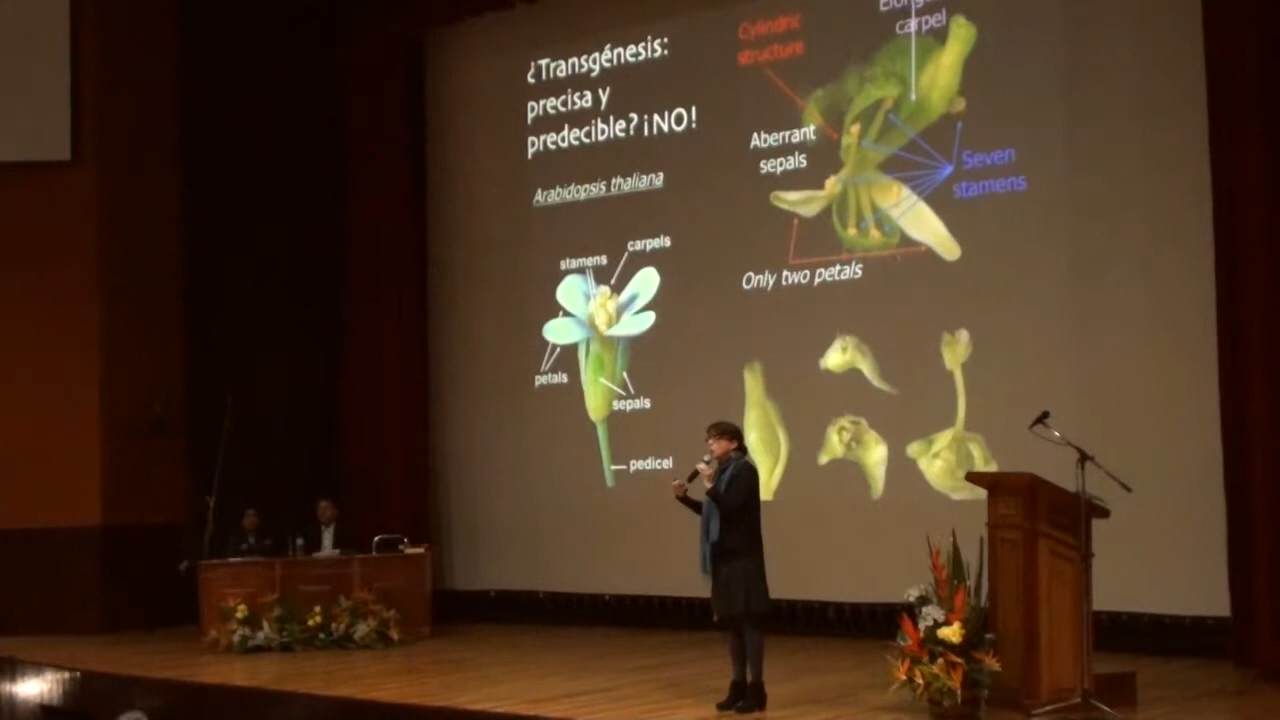 ¿Transgénesis:
precisa y
predecible? ¡NO!
Arabidopsis thaliana
carpels
stamens
petals
sepals
pedicel
Cylindric
structure
carpel
Aberrant
sepals
Seven
stamens
Only two petals